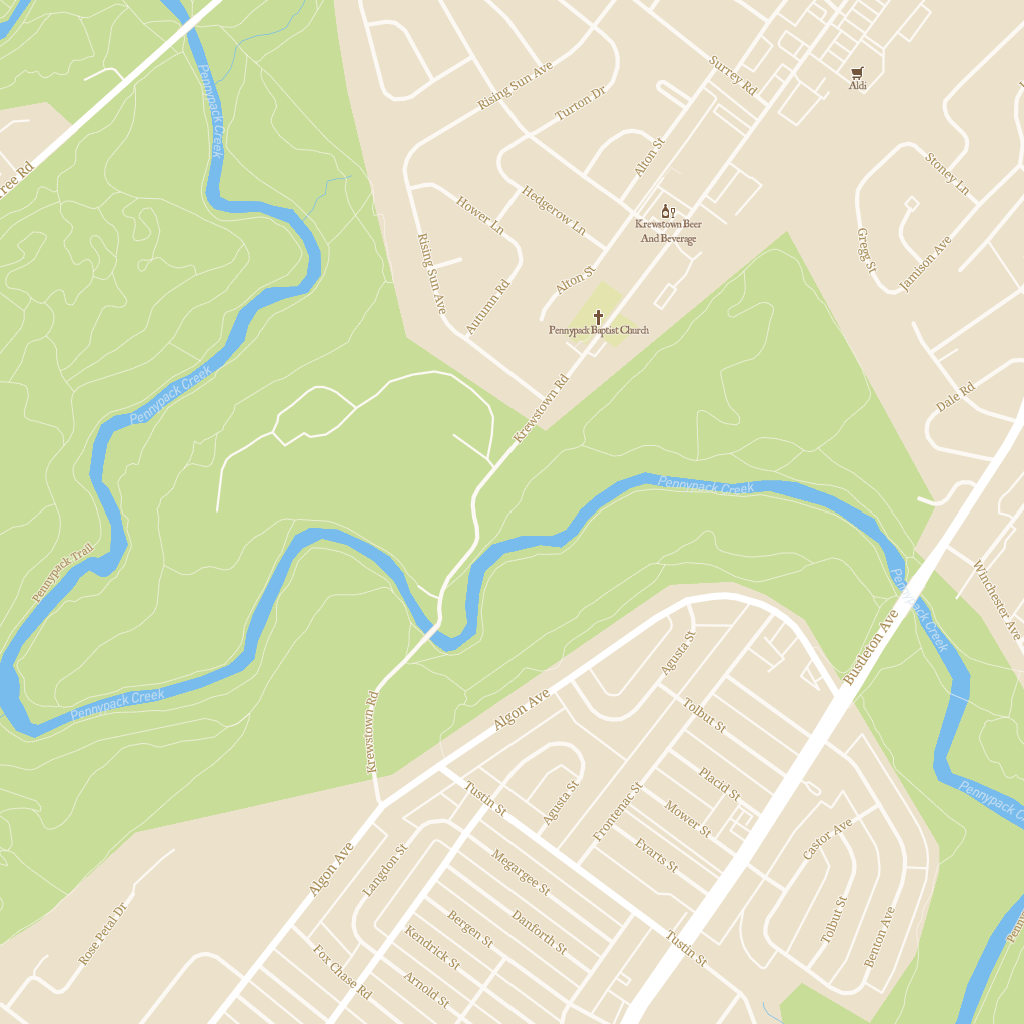 Surrey Rd
Aldi
Rising Sun Ave
Turton Dr
Pennypack Creek
Alton St
Stoney Ln
Tree Rd
Hedgerow Ln
Hower Ln
Krewstown Beer
And Beverage
Gregg St
Jamison Ave
Rising Sun Ave
Alton St
Autumn Rd
Pennypack Baptist Church
Pennypack Creek
Krewstown Rd
Dale Rd
Pennypack Creek
Pennypack Trail
Pennypack Creek
Winchester Ave
Bustleton Ave
Agusta St
Pennypack Creek
Algon Ave
Tolbut St
Krewstown Rd
Placid St
Tustin St
Agusta St
Frontenac St
Mower St
Pennypack C
Castor Ave
Evarts St
Algon Ave
Langdon St
Megargee St
Rose Petal Dr
Bergen St
Danforth St
Tolbut St
Benton Ave
Kendrick St
Tustin St
Fox Chase Rd
Arnold St